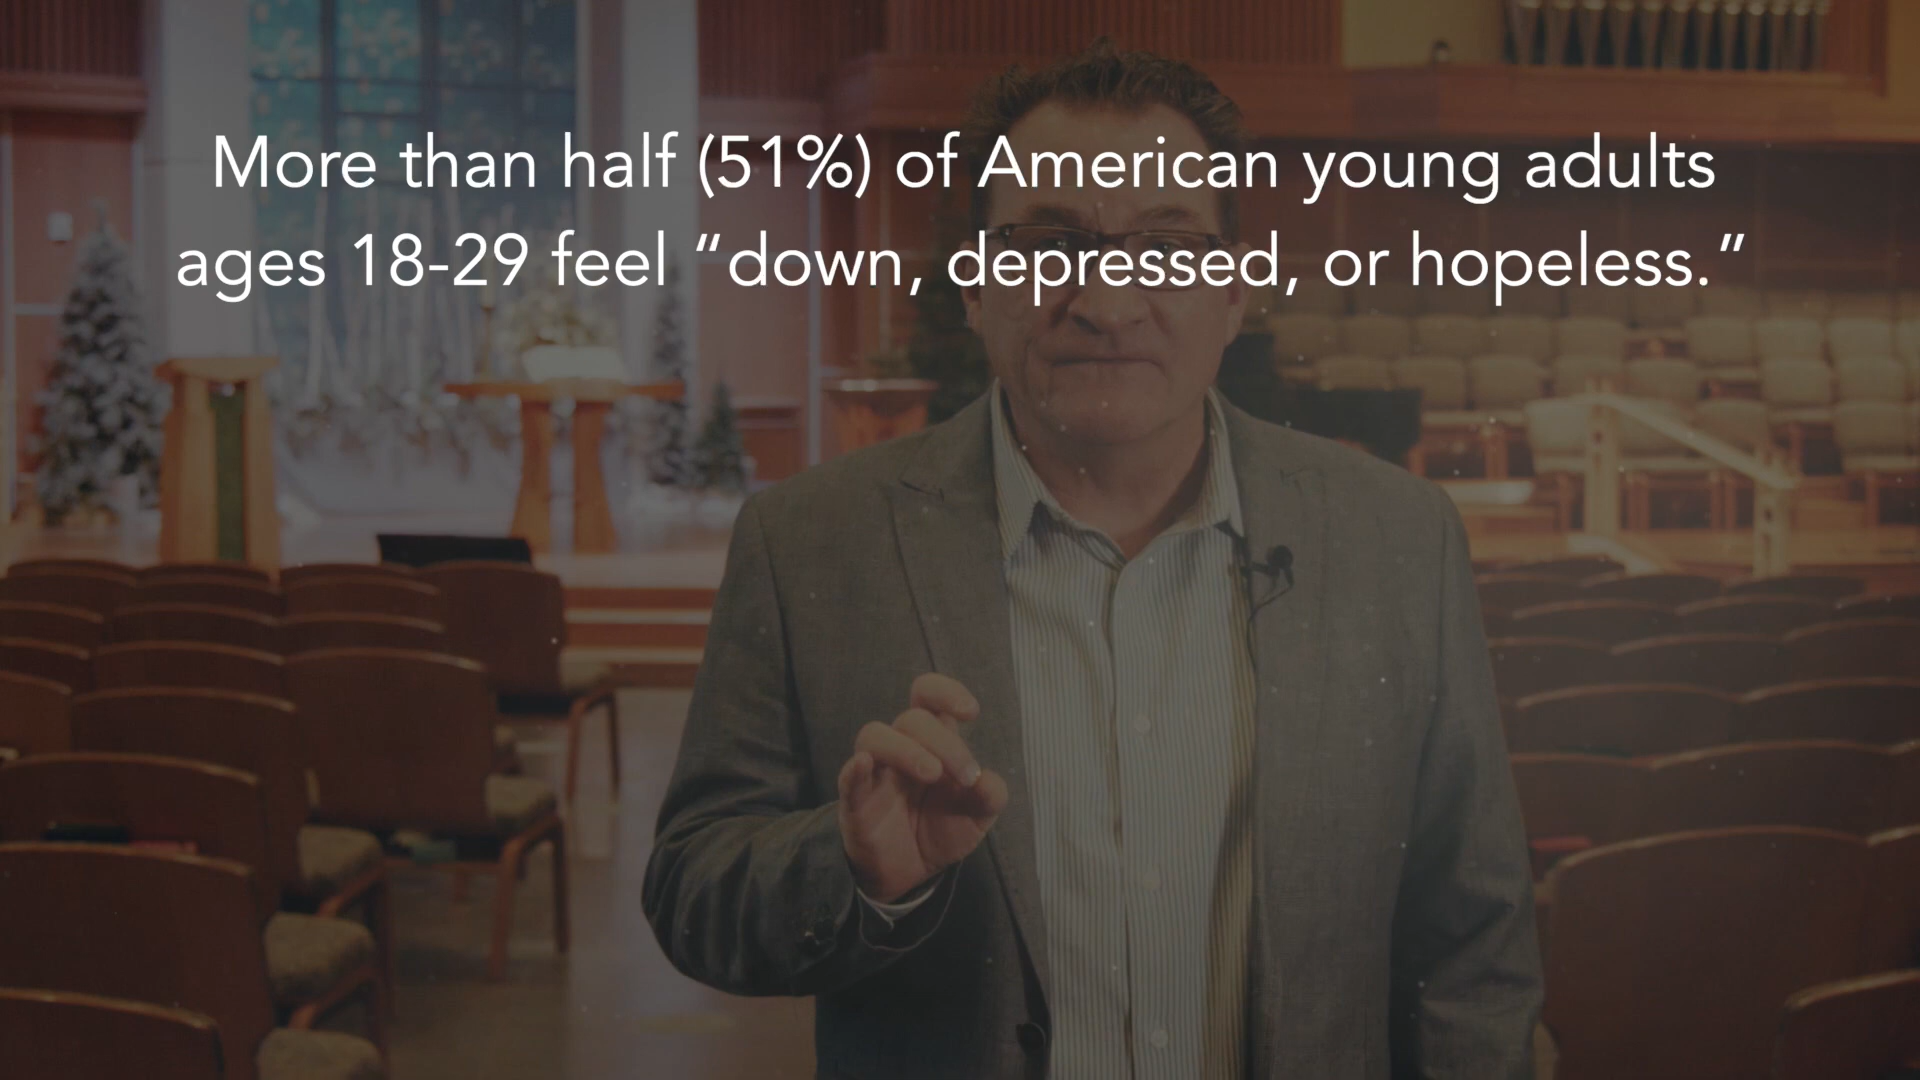 More than half (51%) of American young adults
ages 18-29 feel “down, depressed, or hopeless.”